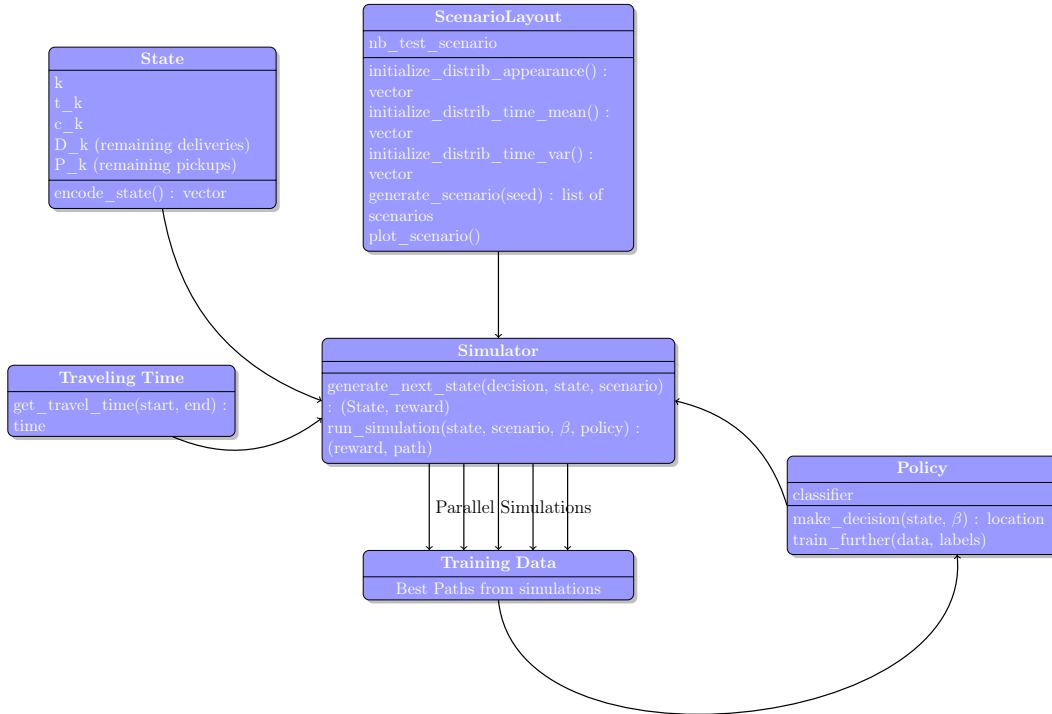 ScenarioLayout
nb_test_scenario
initialize_distrib_appearance() :
vector
initialize_distrib_time_mean() :
vector
initialize_distrib_time_var() :
vector
generate_scenario(seed) : list of
scenarios
plot_scenario()
State
k
t_k
c_k
D_k (remaining deliveries)
P_k (remaining pickups)
encode_state() : vector
Simulator
generate_next_state(decision, state, scenario)
: (State, reward)
run_simulation(state, scenario, β, policy) :
(reward, path)
Traveling Time
get_travel_time(start, end) :
time
Policy
classifier
make_decision(state, β) : location
train_further(data, labels)
Parallel Simulations
Training Data
Best Paths from simulations